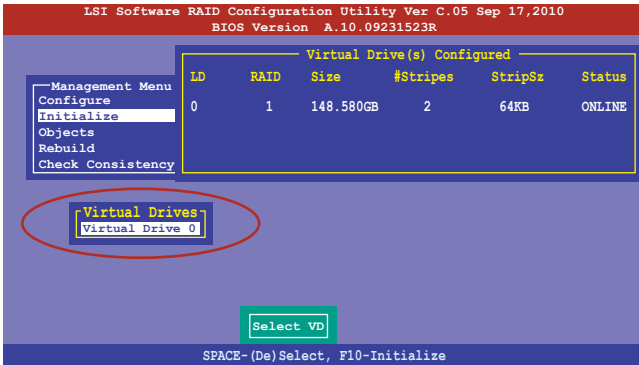 LSI Software RAID Configuration Utility Ver C.05 Sep 17,2010
BIOS Version A.10.09231523R
Virtual Drive(s) Configured
LD RAID Size #Stripes StripSz Status
0 1 148.580GB 2 64KB ONLINE
Management Menu
Configure
Initialize
Objects
Rebuild
Check Consistency
Virtual Drives
Virtual Drive 0
Select VD
SPACE-(De)Select, F10-Initialize